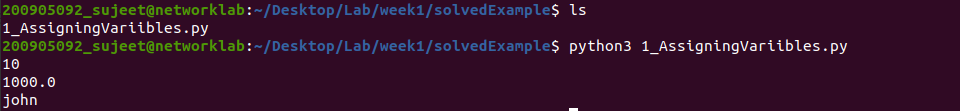 200905092_sujeet@networklab:~/Desktop/Lab/week1/solvedExample$ ls
1_AssigningVariibles.py
200905092_sujeet@networklab:~/Desktop/Lab/week1/solvedExample$ python3 1_AssigningVariibles.py
10
1000.0
john